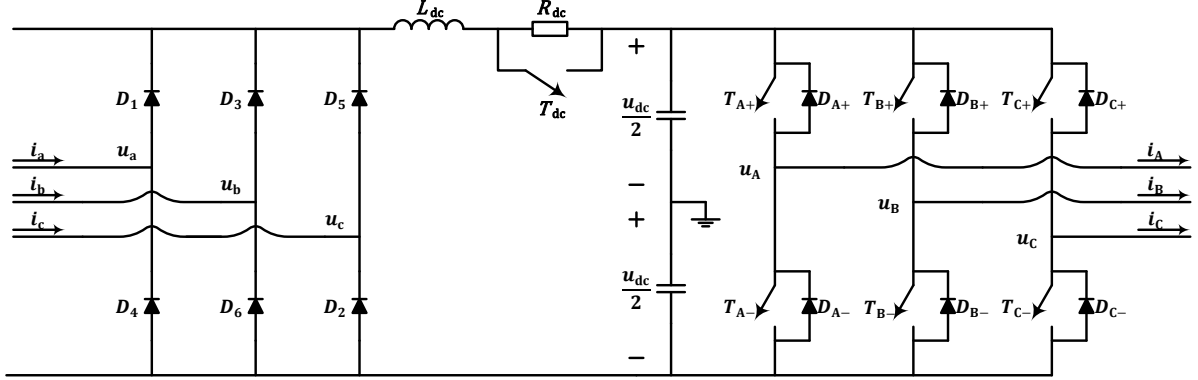 L_dc R_dc
+
T_dc
D_1 D_3 D_5
T_A+ D_A+ T_B+ D_B+ T_C+ D_C+
u_dc
2
i_a u_a
i_A
u_A
−
i_b u_b
i_B
u_B
+
i_c u_c
i_C
u_C
u_dc
2
D_4 D_6 D_2
T_A− D_A− T_B− D_B− T_C− D_C−
−